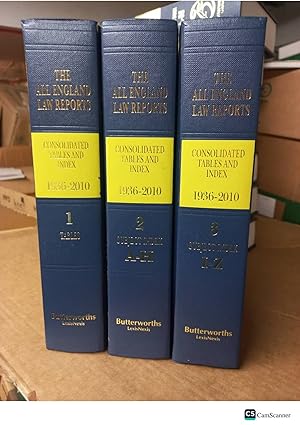 THE
ALL ENGLAND
LAW REPORTS
CONSOLIDATED
TABLES AND
INDEX
1936-2010
1
TABLES
Butterworths
LexisNexis
THE
ALL ENGLAND
LAW REPORTS
CONSOLIDATED
TABLES AND
INDEX
1936-2010
2
SUBJECT INDEX
A-H
Butterworths
LexisNexis
THE
ALL ENGLAND
LAW REPORTS
CONSOLIDATED
TABLES AND
INDEX
1936-2010
3
SUBJECT INDEX
I-Z
Butterworths
LexisNexis
CS CamScanner